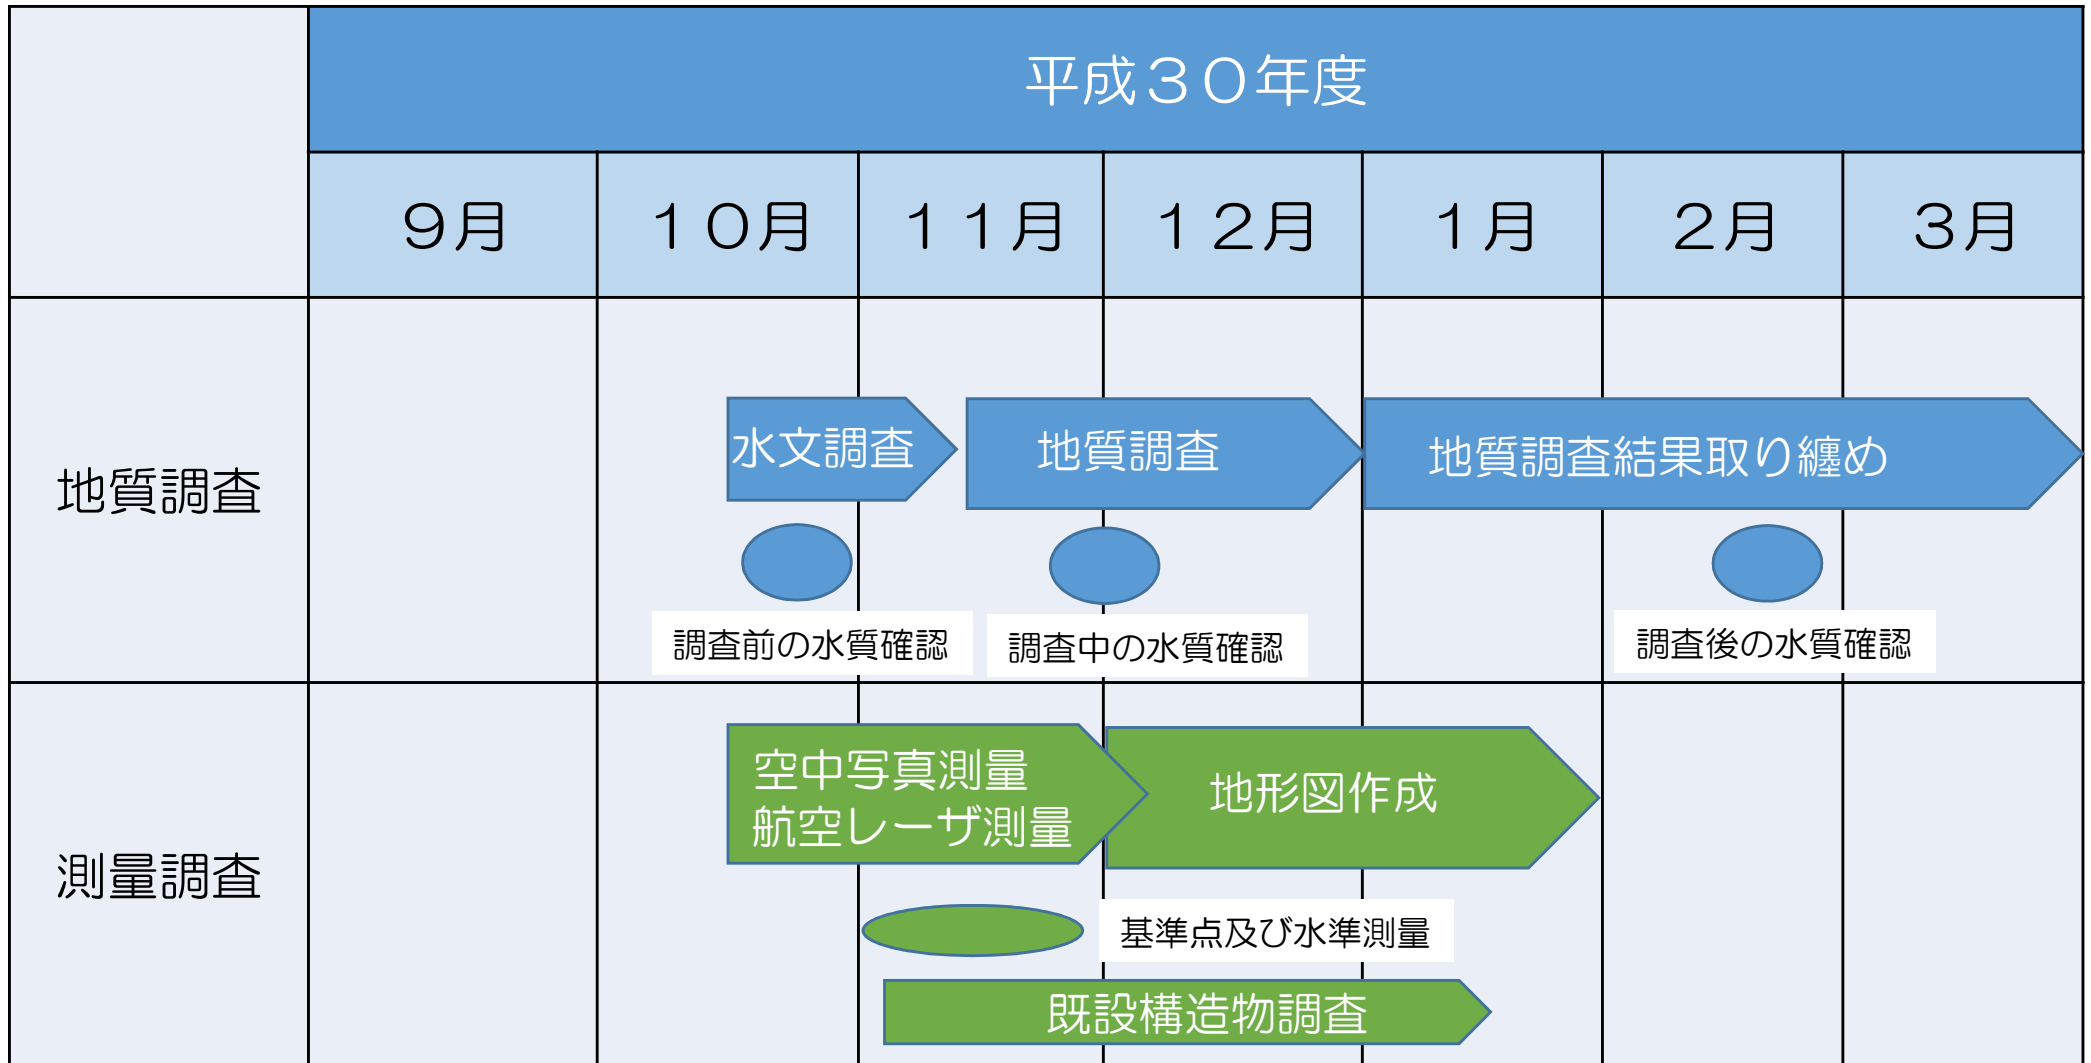 平成３０年度
９月
１０月
１１月
１２月
１月
２月
３月
地質調査
水文調査
地質調査
地質調査結果取り纏め
調査前の水質確認
調査中の水質確認
調査後の水質確認
測量調査
空中写真測量
航空レーザ測量
地形図作成
基準点及び水準測量
既設構造物調査